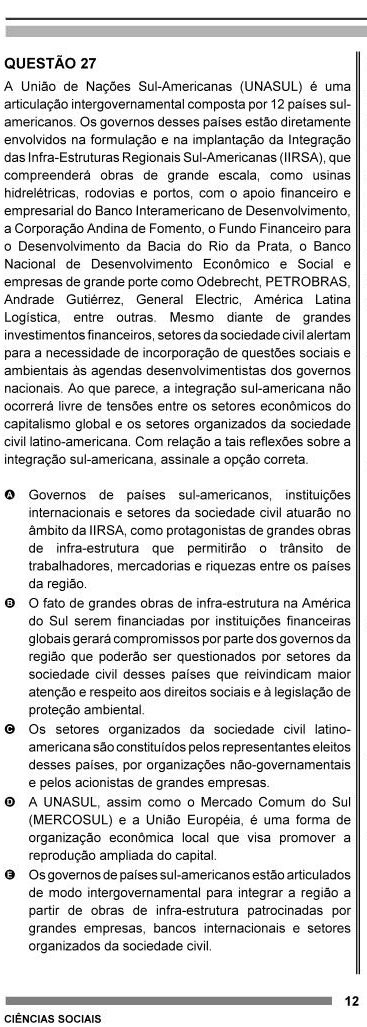 QUESTÃO 27
A União de Nações Sul-Americanas (UNASUL) é uma
articulação intergovernamental composta por 12 países sul-
americanos. Os governos desses países estão diretamente
envolvidos na formulação e na implantação da Integração
das Infra-Estruturas Regionais Sul-Americanas (IIRSA), que
compreenderá obras de grande escala, como usinas
hidrelétricas, rodovias e portos, com o apoio financeiro e
empresarial do Banco Interamericano de Desenvolvimento,
a Corporação Andina de Fomento, o Fundo Financeiro para
o Desenvolvimento da Bacia do Rio da Prata, o Banco
Nacional de Desenvolvimento Econômico e Social e
empresas de grande porte como Odebrecht, PETROBRAS,
Andrade Gutiérrez, General Electric, América Latina
Logística, entre outras. Mesmo diante de grandes
investimentos financeiros, setores da sociedade civil alertam
para a necessidade de incorporação de questões sociais e
ambientais às agendas desenvolvimentistas dos governos
nacionais. Ao que parece, a integração sul-americana não
ocorrerá livre de tensões entre os setores econômicos do
capitalismo global e os setores organizados da sociedade
civil latino-americana. Com relação a tais reflexões sobre a
integração sul-americana, assinale a opção correta.
A Governos de países sul-americanos, instituições
internacionais e setores da sociedade civil atuarão no
âmbito da IIRSA, como protagonistas de grandes obras
de infra-estrutura que permitirão o trânsito de
trabalhadores, mercadorias e riquezas entre os países
da região.
B O fato de grandes obras de infra-estrutura na América
do Sul serem financiadas por instituições financeiras
globais gerará compromissos por parte dos governos da
região que poderão ser questionados por setores da
sociedade civil desses países que reivindicam maior
atenção e respeito aos direitos sociais e à legislação de
proteção ambiental.
C Os setores organizados da sociedade civil latino-
americana são constituídos pelos representantes eleitos
desses países, por organizações não-governamentais
e pelos acionistas de grandes empresas.
D A UNASUL, assim como o Mercado Comum do Sul
(MERCOSUL) e a União Européia, é uma forma de
organização econômica local que visa promover a
reprodução ampliada do capital.
E Os governos de países sul-americanos estão articulados
de modo intergovernamental para integrar a região a
partir de obras de infra-estrutura patrocinadas por
grandes empresas, bancos internacionais e setores
organizados da sociedade civil.
12
CIÊNCIAS SOCIAIS